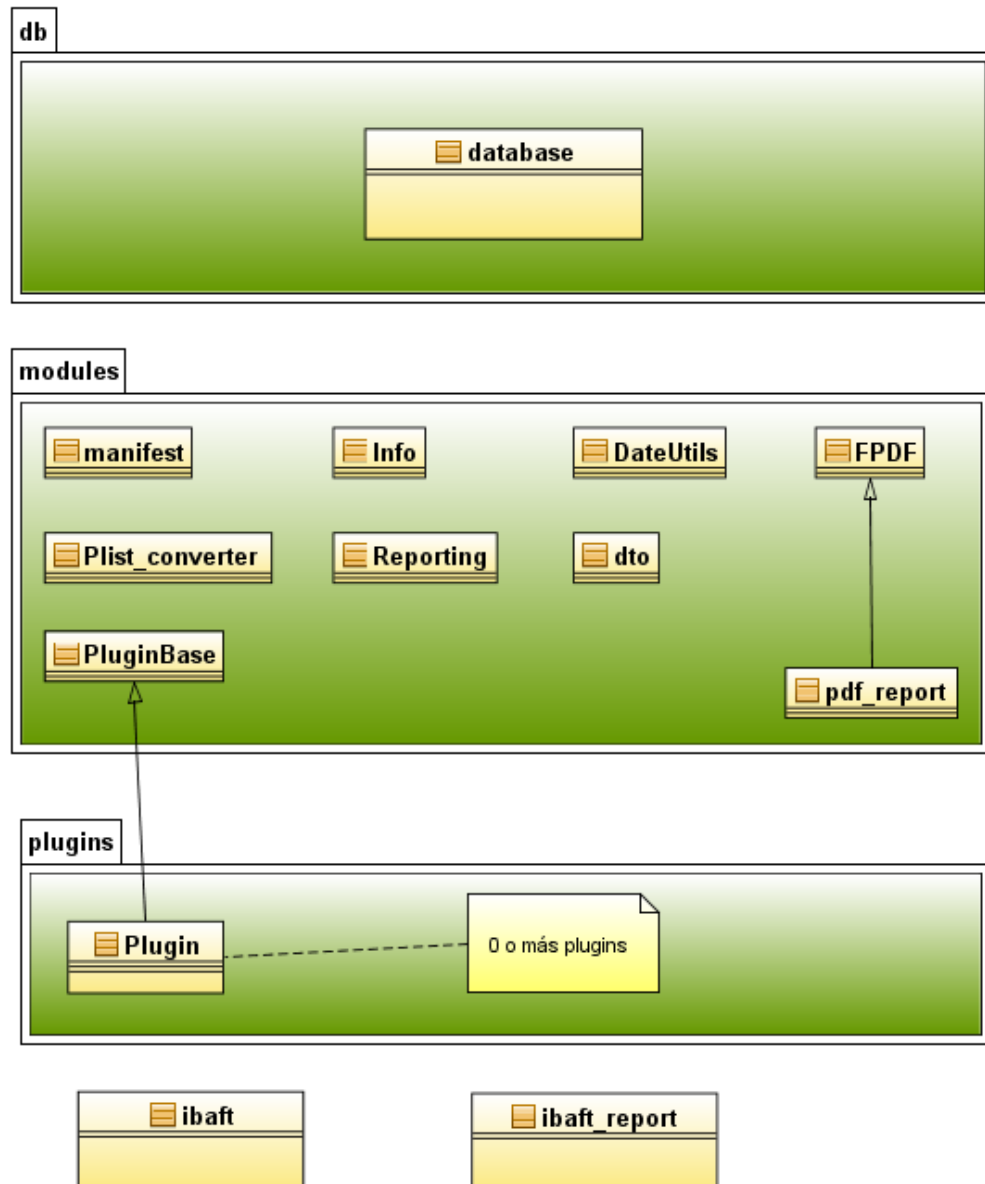 db
database
modules
manifest
Info
DateUtils
FPDF
Plist_converter
Reporting
dto
PluginBase
pdf_report
plugins
Plugin
0 o más plugins
ibaft
ibaft_report